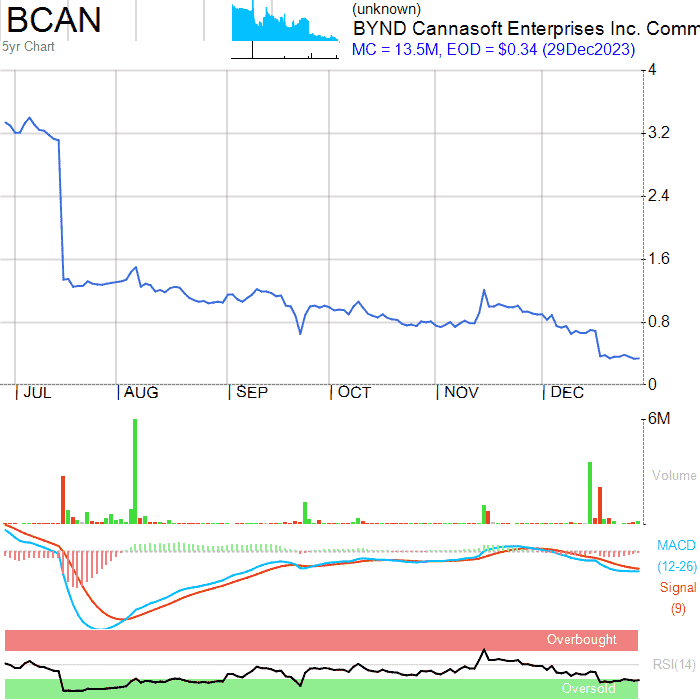 BCAN
5yr Chart
(unknown)
BYND Cannasoft Enterprises Inc. Comm
MC = 13.5M, EOD = $0.34 (29Dec2023)
4
3.2
2.4
1.6
0.8
0
JUL AUG SEP OCT NOV DEC
6M
Volume
MACD
(12-26)
Signal
(9)
Overbought
RSI(14)
Oversold